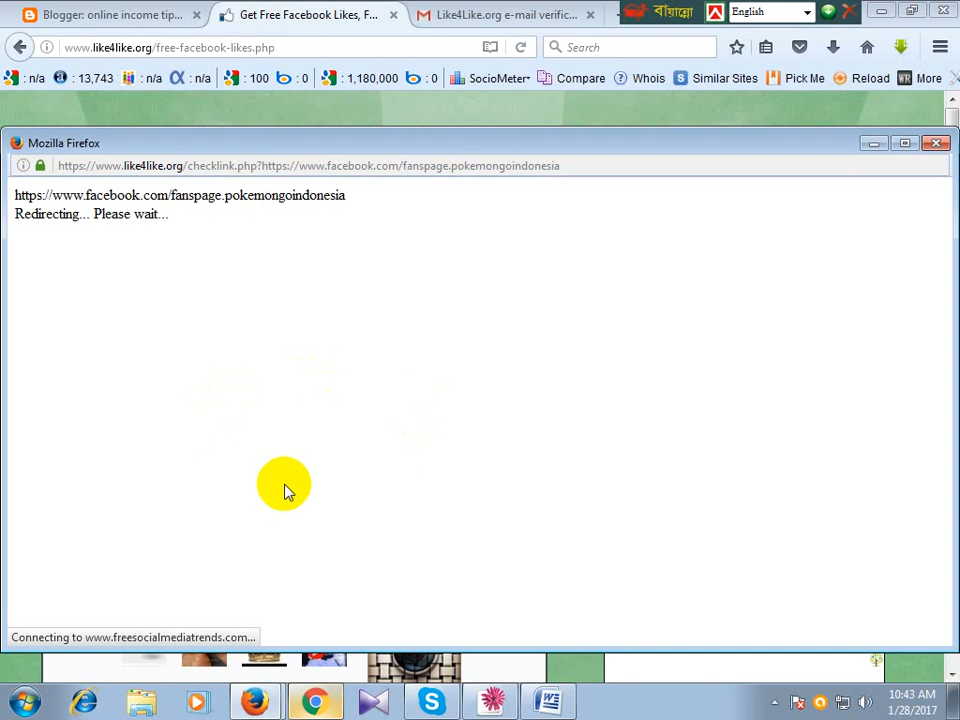 Blogger: online income tip...
Get Free Facebook Likes, F...
Like4Like.org e-mail verific...
বায়ান্নো
English
www.like4like.org/free-facebook-likes.php
Search
: n/a
: 13,743
: n/a
: n/a
: 100
: 0
: 1,180,000
: 0
SocioMeter
Compare
Whois
Similar Sites
Pick Me
Reload
WR More
Mozilla Firefox
https://www.like4like.org/checklink.php?https://www.facebook.com/fanspage.pokemongoindonesia
https://www.facebook.com/fanspage.pokemongoindonesia
Redirecting... Please wait...
Connecting to www.freesocialmediatrends.com...
10:43 AM
1/28/2017